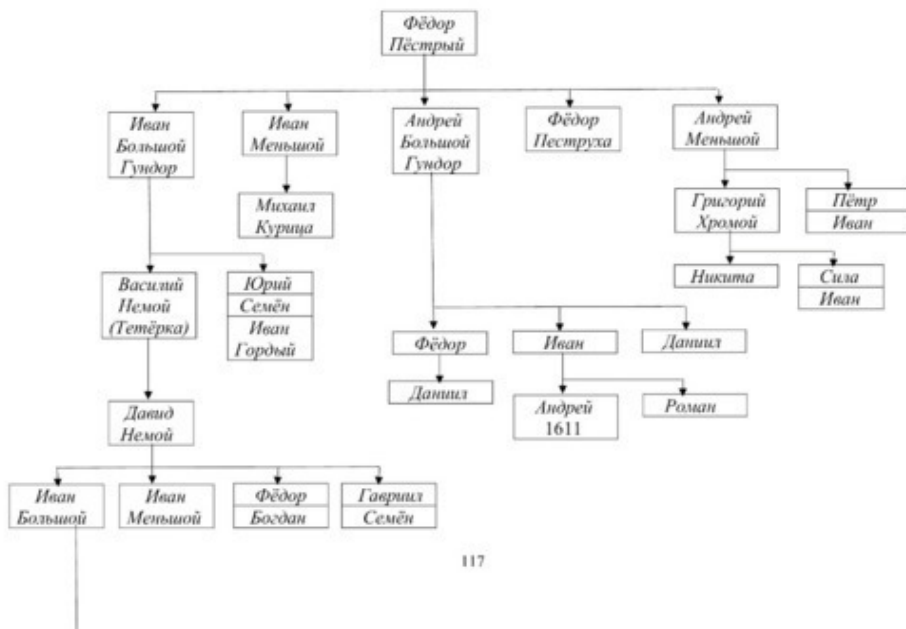 Фёдор
Пёстрый
Иван
Большой
Гундор
Иван
Меньшой
Андрей
Большой
Гундор
Фёдор
Пеструха
Андрей
Меньшой
Михаил
Курица
Григорий
Хромой
Пётр
Иван
Никита
Сила
Иван
Василий
Немой
(Тетёрка)
Юрий
Семён
Иван
Гордый
Фёдор
Иван
Даниил
Даниил
Андрей
1611
Роман
Давид
Немой
Иван
Большой
Иван
Меньшой
Фёдор
Богдан
Гавриил
Семён
117